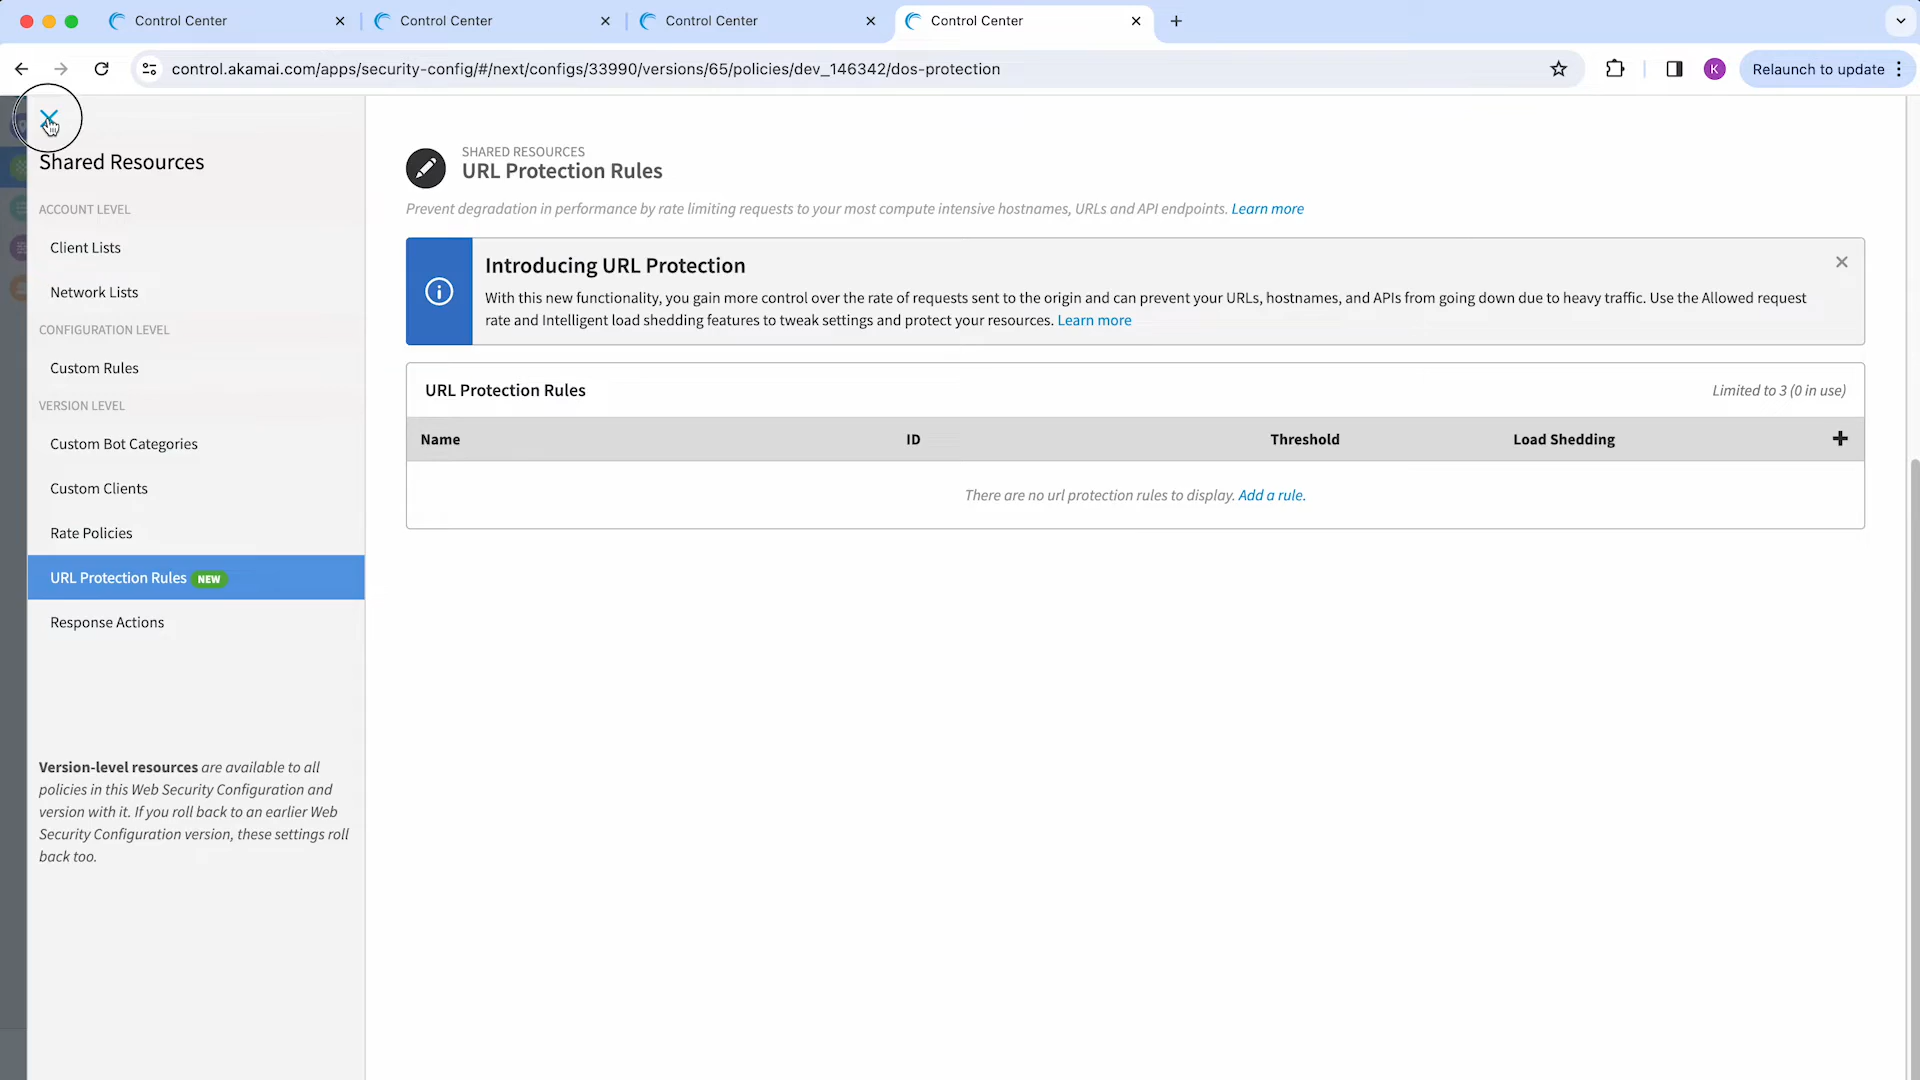 Control Center
Control Center
Control Center
Control Center
control.akamai.com/apps/security-config/#/next/configs/33990/versions/65/policies/dev_146342/dos-protection
K
Relaunch to update
Shared Resources
ACCOUNT LEVEL
Client Lists
Network Lists
CONFIGURATION LEVEL
Custom Rules
VERSION LEVEL
Custom Bot Categories
Custom Clients
Rate Policies
URL Protection Rules NEW
Response Actions
Version-level resources are available to all
policies in this Web Security Configuration and
version with it. If you roll back to an earlier Web
Security Configuration version, these settings roll
back too.
SHARED RESOURCES
URL Protection Rules
Prevent degradation in performance by rate limiting requests to your most compute intensive hostnames, URLs and API endpoints. Learn more
Introducing URL Protection
With this new functionality, you gain more control over the rate of requests sent to the origin and can prevent your URLs, hostnames, and APIs from going down due to heavy traffic. Use the Allowed request
rate and Intelligent load shedding features to tweak settings and protect your resources. Learn more
URL Protection Rules
Limited to 3 (0 in use)
Name ID Threshold Load Shedding
There are no url protection rules to display. Add a rule.